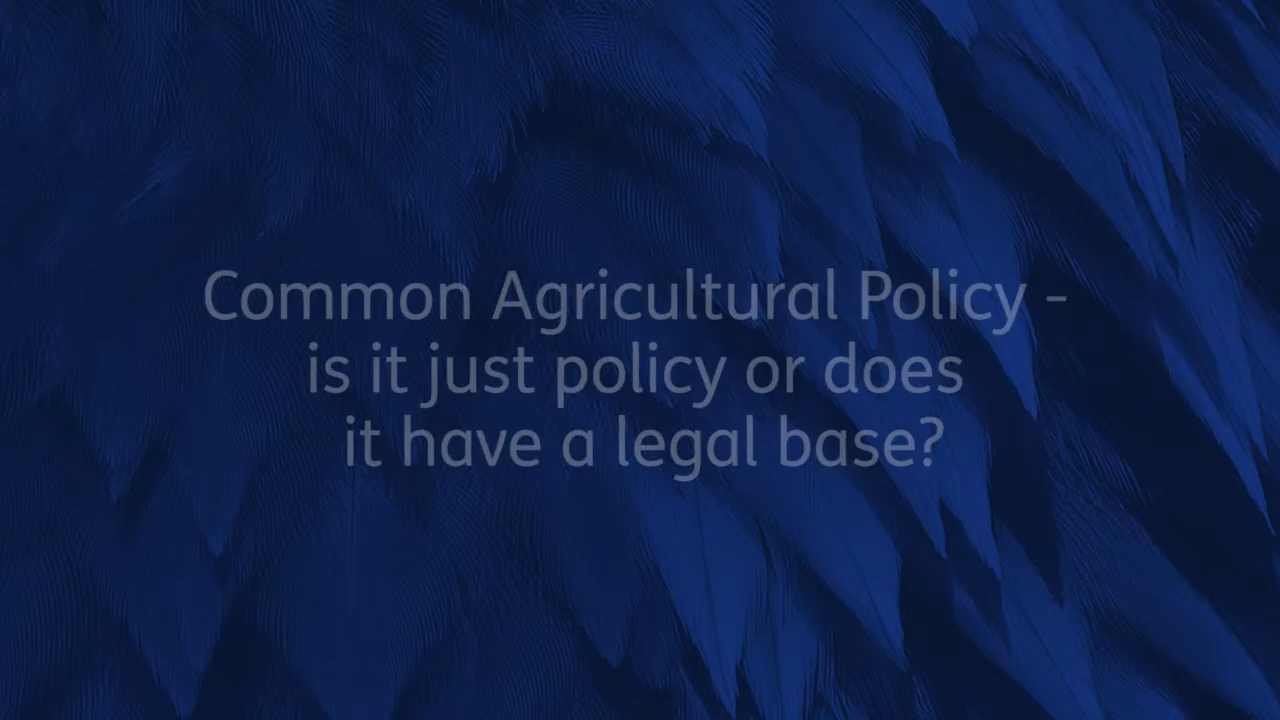 Common Agricultural Policy -
is it just policy or does
it have a legal base?